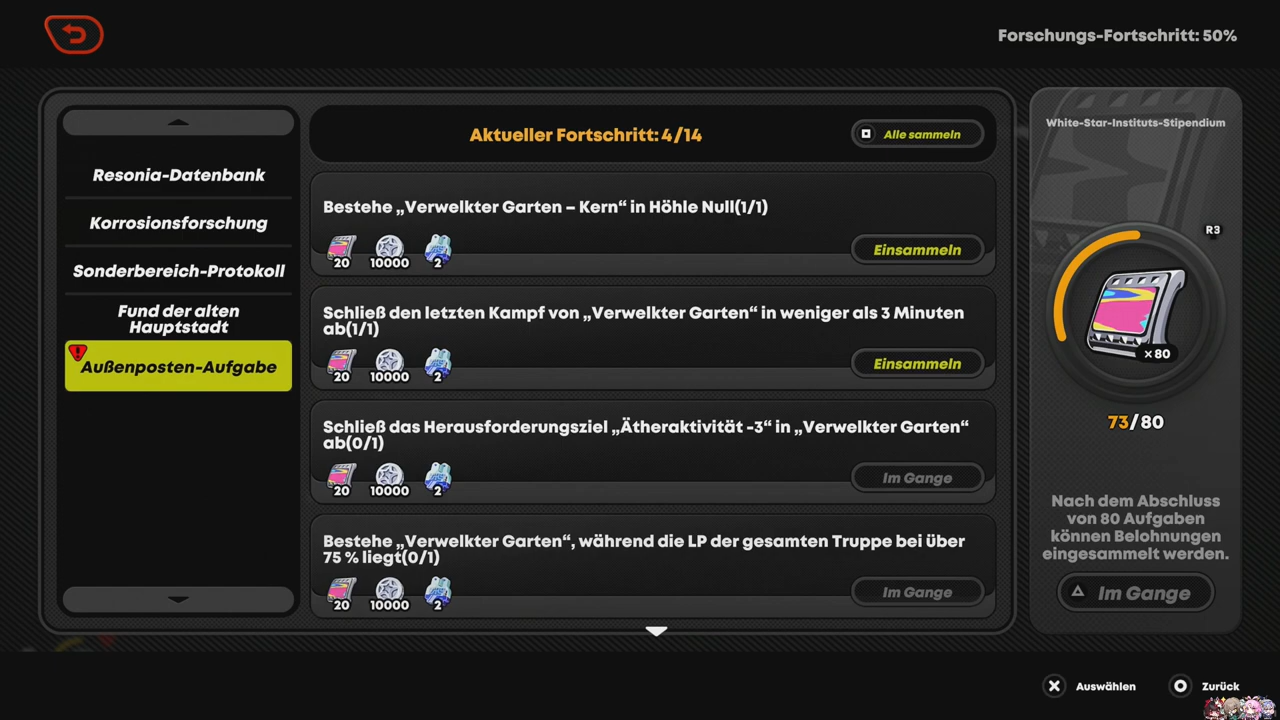 Forschungs-Fortschritt: 50%
Resonia-Datenbank
Korrosionsforschung
Sonderbereich-Protokoll
Fund der alten
Hauptstadt
Außenposten-Aufgabe
Aktueller Fortschritt: 4/14
Alle sammeln
Bestehe „Verwelkter Garten – Kern“ in Höhle Null(1/1)
20 10000 2
Einsammeln
Schließ den letzten Kampf von „Verwelkter Garten“ in weniger als 3 Minuten
ab(1/1)
20 10000 2
Einsammeln
Schließ das Herausforderungsziel „Ätheraktivität -3“ in „Verwelkter Garten“
ab(0/1)
20 10000 2
Im Gange
Bestehe „Verwelkter Garten“, während die LP der gesamten Truppe bei über
75 % liegt(0/1)
20 10000 2
Im Gange
White-Star-Instituts-Stipendium
R3
×80
73/80
Nach dem Abschluss
von 80 Aufgaben
können Belohnungen
eingesammelt werden.
Im Gange
Auswählen
Zurück